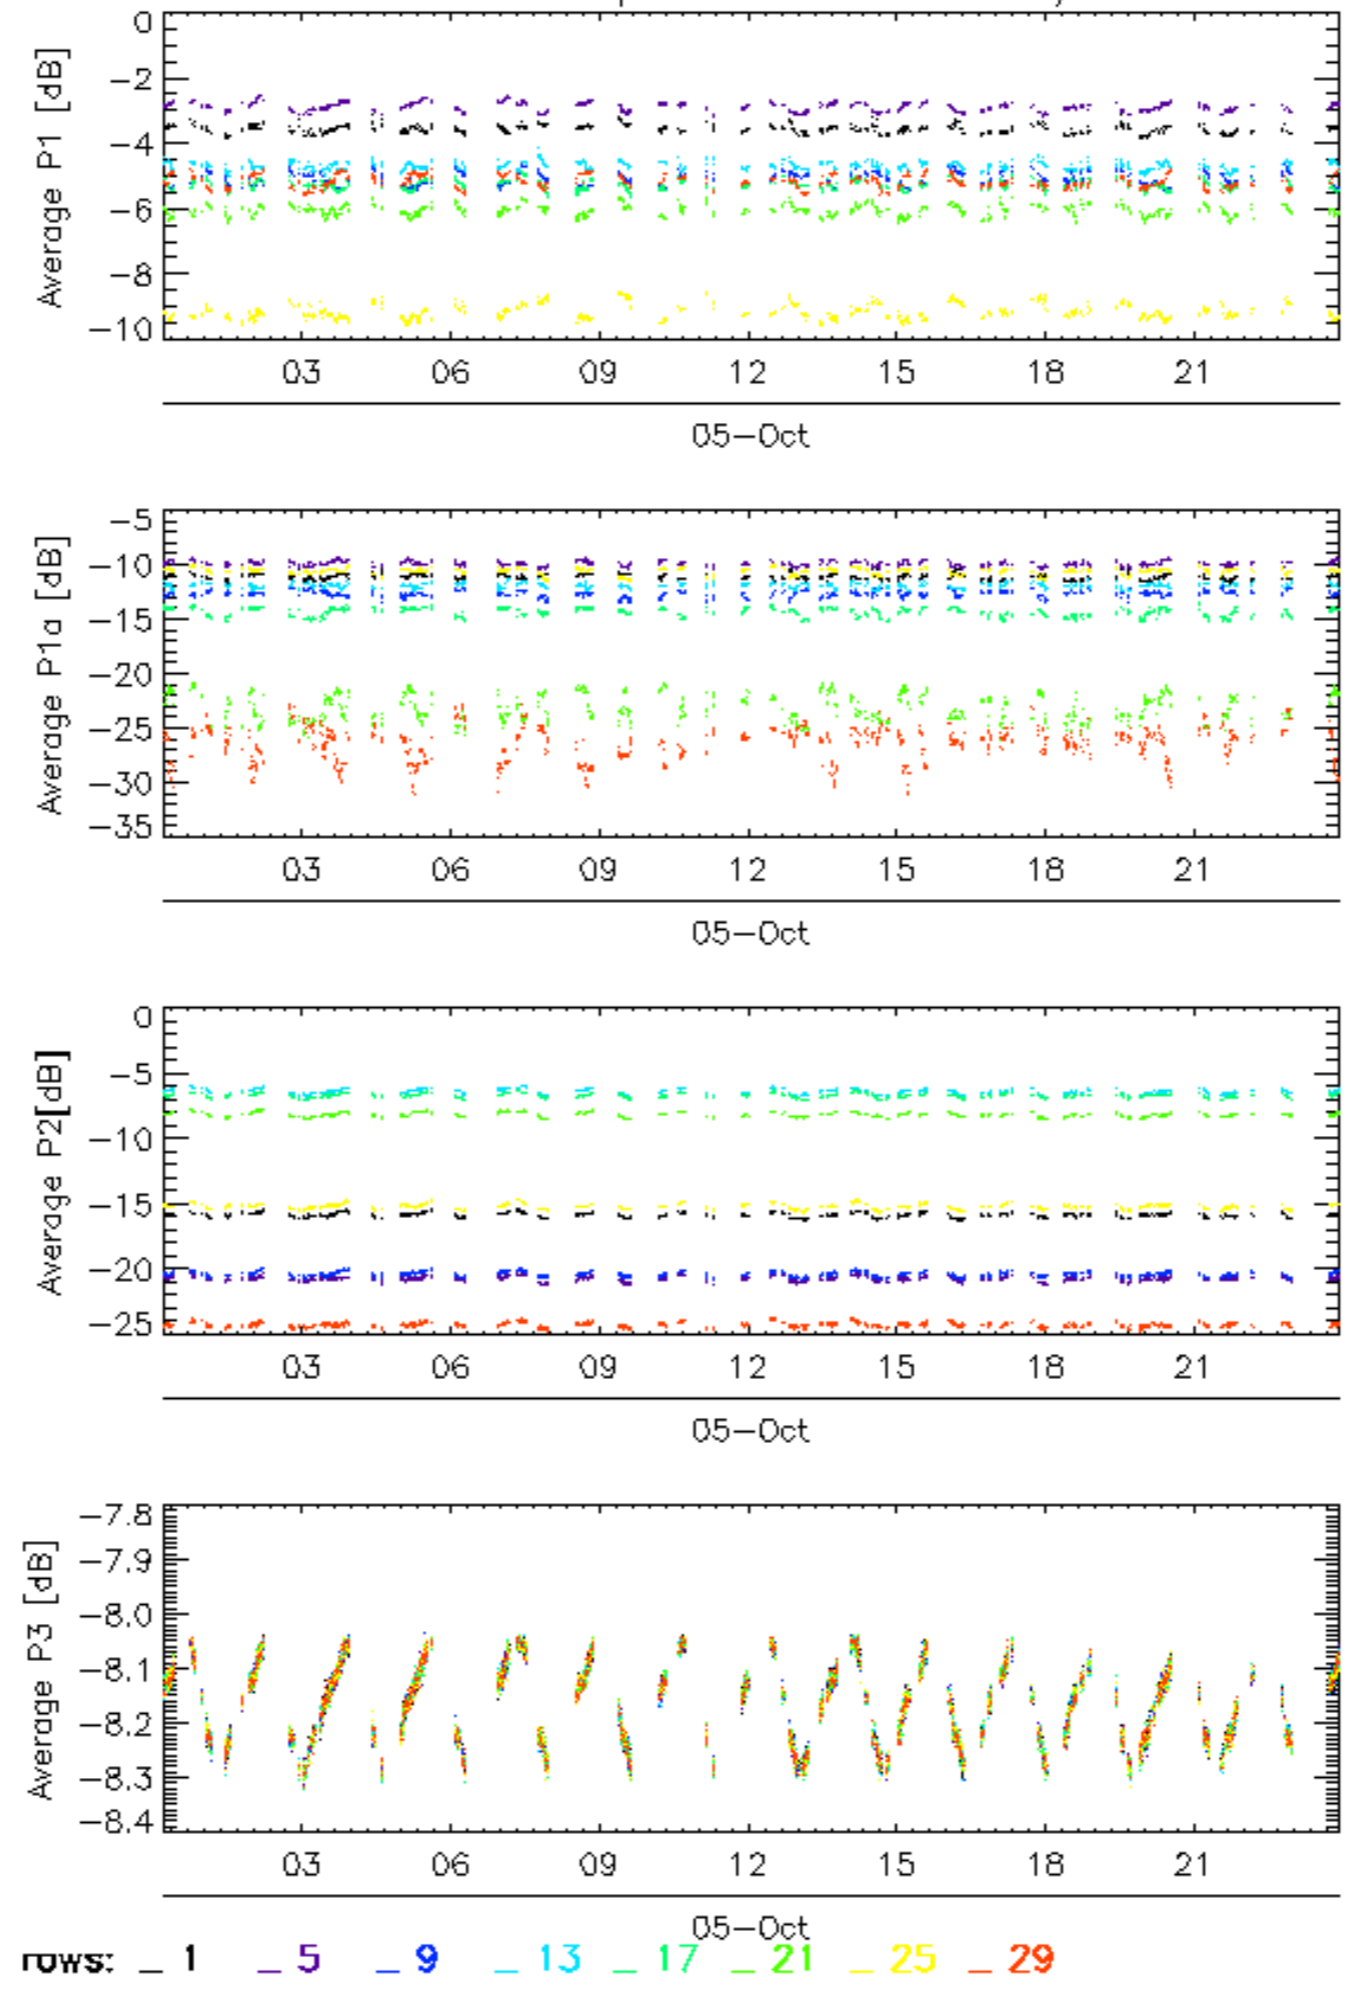 0
−2
−4
−6
−8
−10
Average P1 [dB]
03 06 09 12 15 18 21
05−Oct
−5
−10
−15
−20
−25
−30
−35
Average P1a [dB]
03 06 09 12 15 18 21
05−Oct
0
−5
−10
−15
−20
−25
Average P2[dB]
03 06 09 12 15 18 21
05−Oct
−7.8
−7.9
−8.0
−8.1
−8.2
−8.3
−8.4
Average P3 [dB]
03 06 09 12 15 18 21
05−Oct
rows: _ 1 _ 5 _ 9 _ 13 _ 17 _ 21 _ 25 _ 29